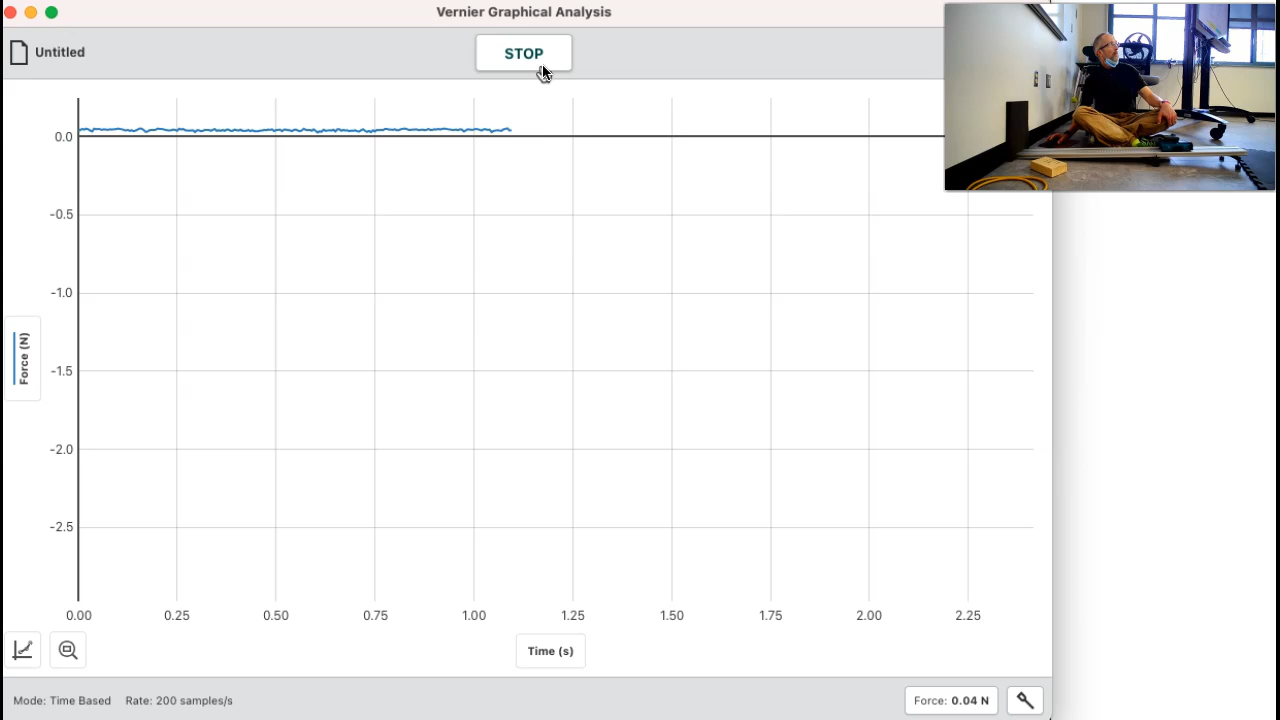 Vernier Graphical Analysis
Untitled
STOP
0.0
-0.5
-1.0
-1.5
-2.0
-2.5
Force (N)
0.00 0.25 0.50 0.75 1.00 1.25 1.50 1.75 2.00 2.25
Time (s)
Mode: Time Based Rate: 200 samples/s Force: 0.04 N